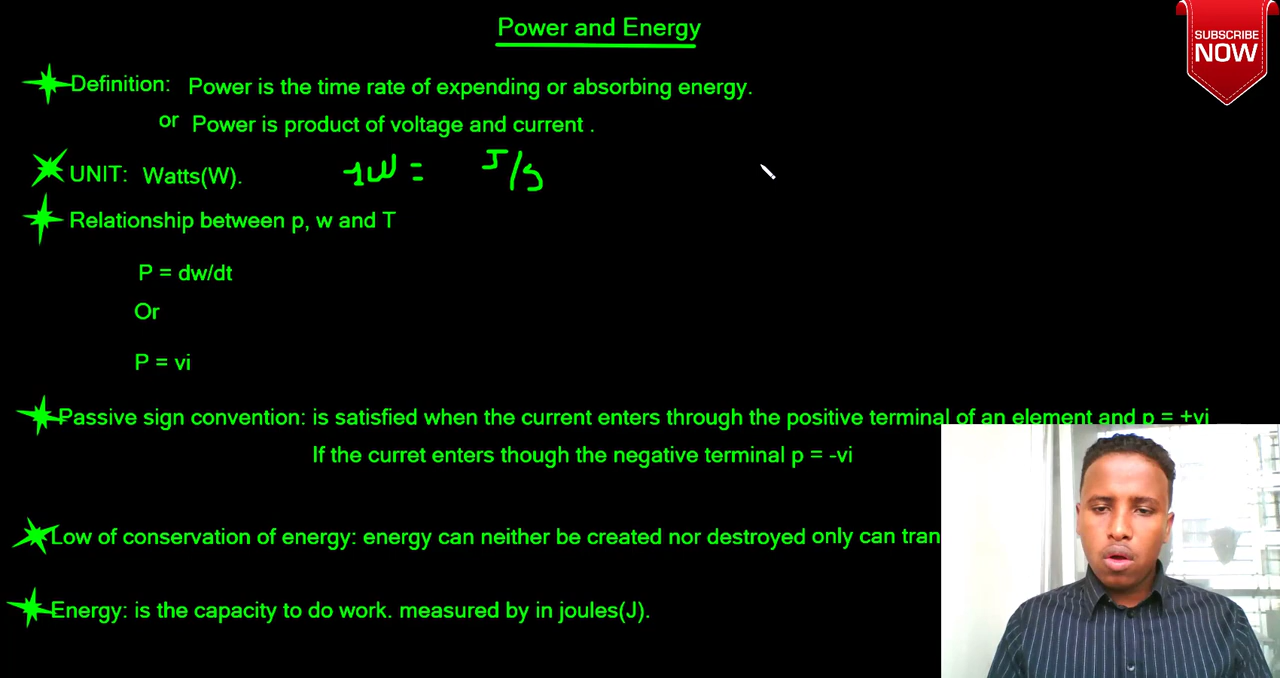 Power and Energy
SUBSCRIBE
NOW
Definition: Power is the time rate of expending or absorbing energy.
or Power is product of voltage and current .
UNIT: Watts(W). 1W = J/s
Relationship between p, w and T
P = dw/dt
Or
P = vi
Passive sign convention: is satisfied when the current enters through the positive terminal of an element and p = +vi
If the curret enters though the negative terminal p = -vi
Low of conservation of energy: energy can neither be created nor destroyed only can tran
Energy: is the capacity to do work. measured by in joules(J).